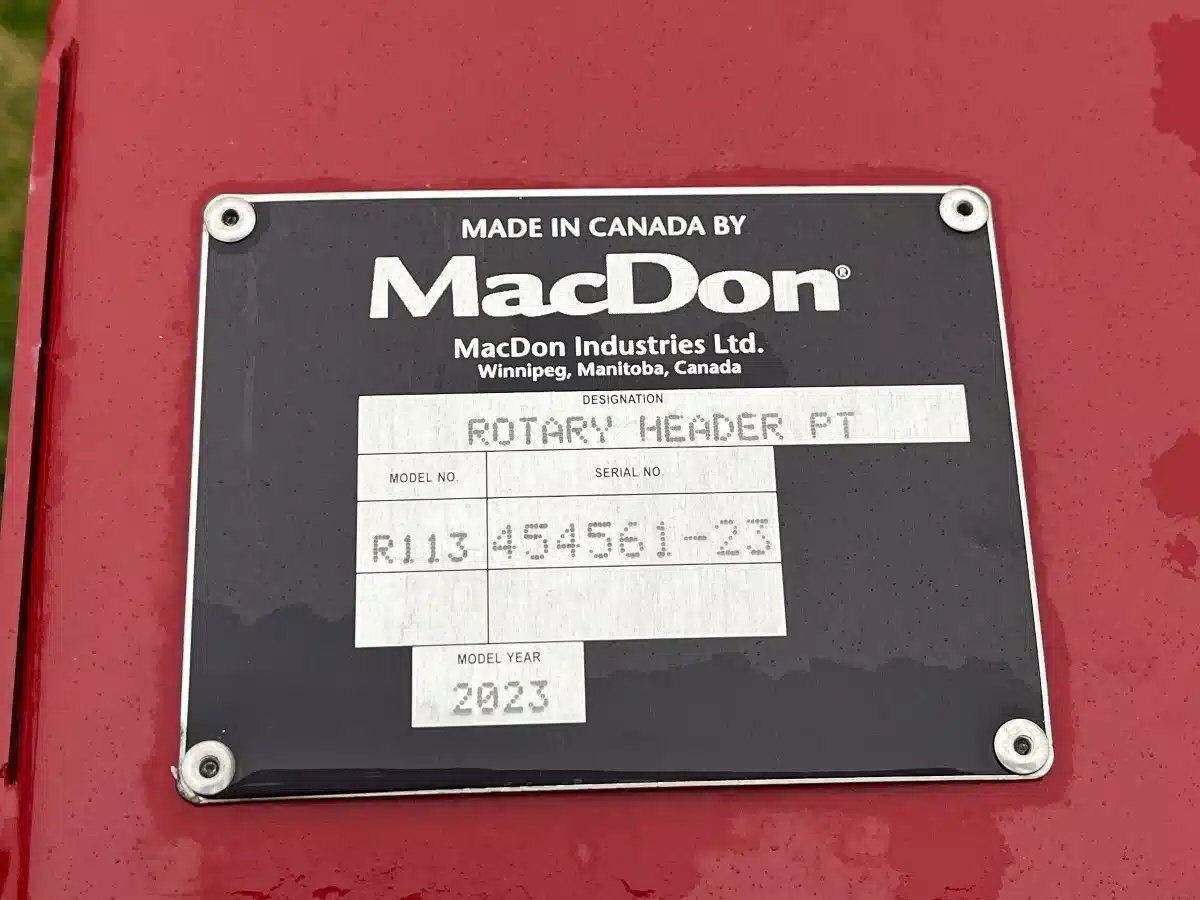 MADE IN CANADA BY
MacDon®
MacDon Industries Ltd.
Winnipeg, Manitoba, Canada
DESIGNATION
ROTARY HEADER PT
MODEL NO. SERIAL NO.
R113 454561-23
MODEL YEAR
2023